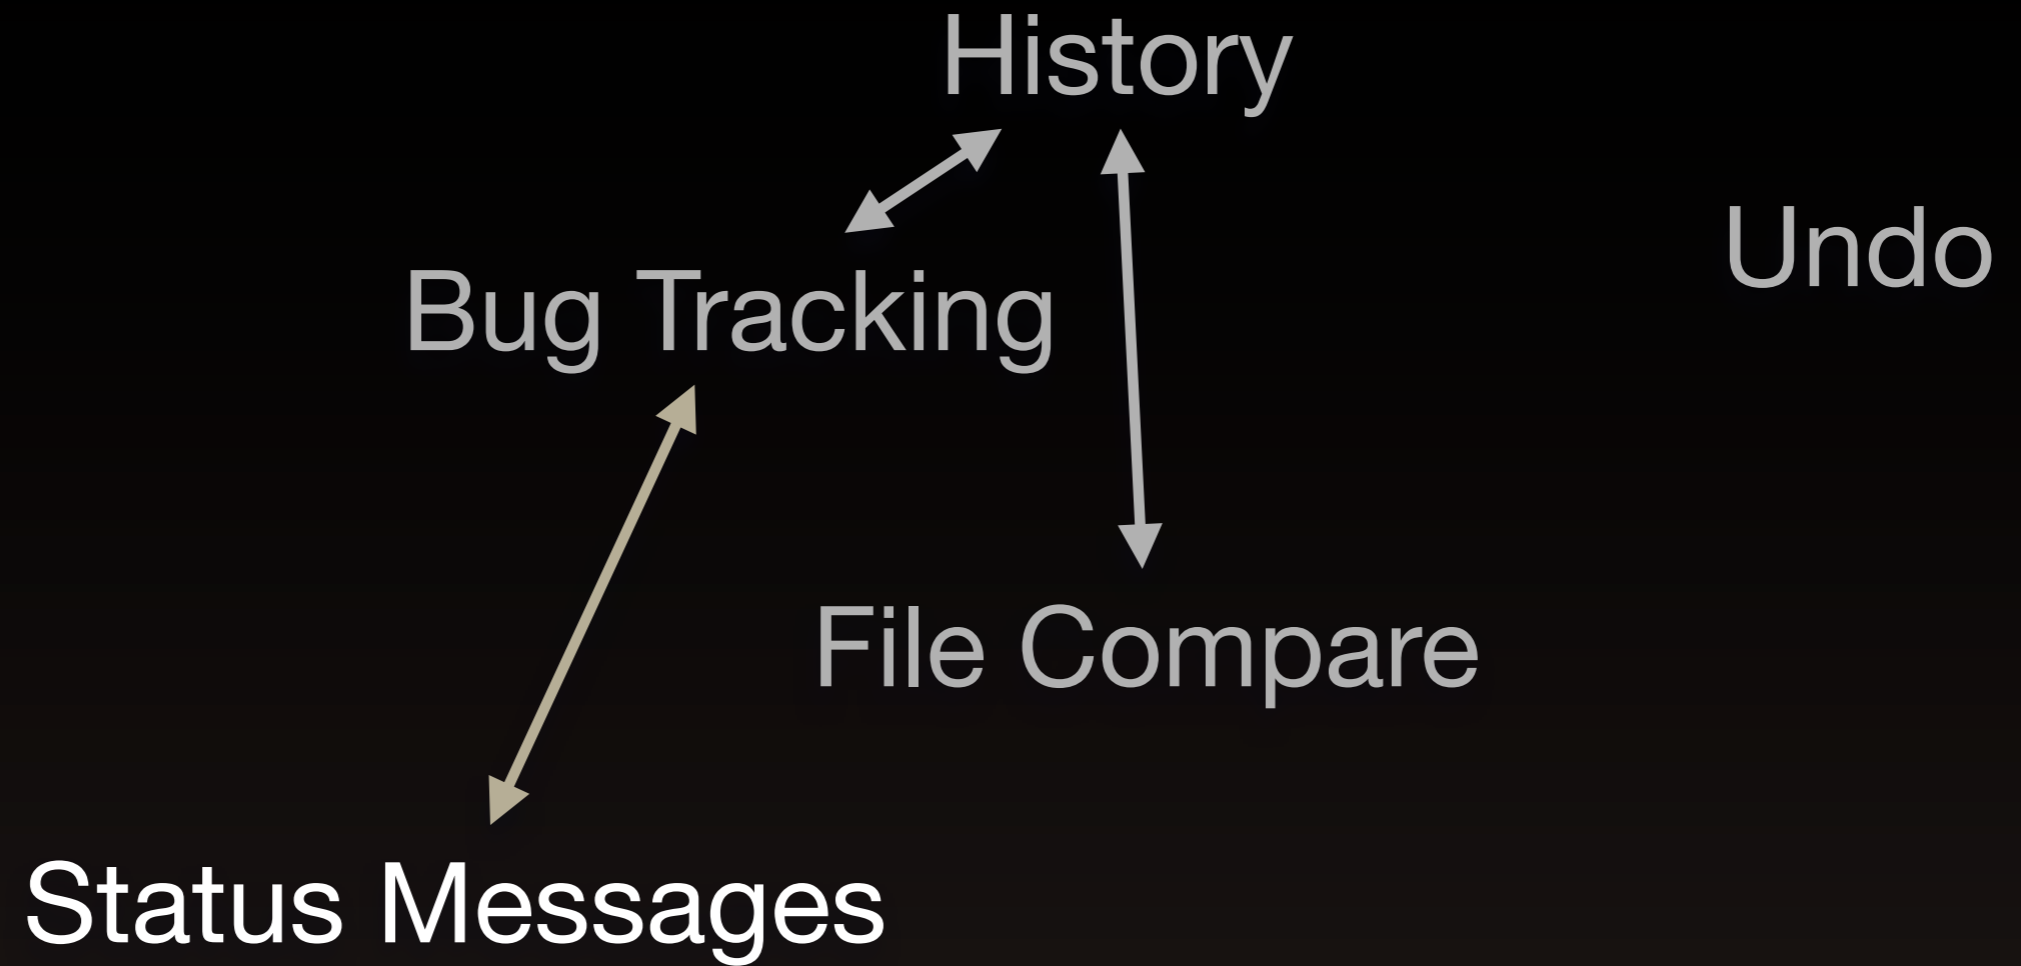 History
Undo
Bug Tracking
File Compare
Status Messages